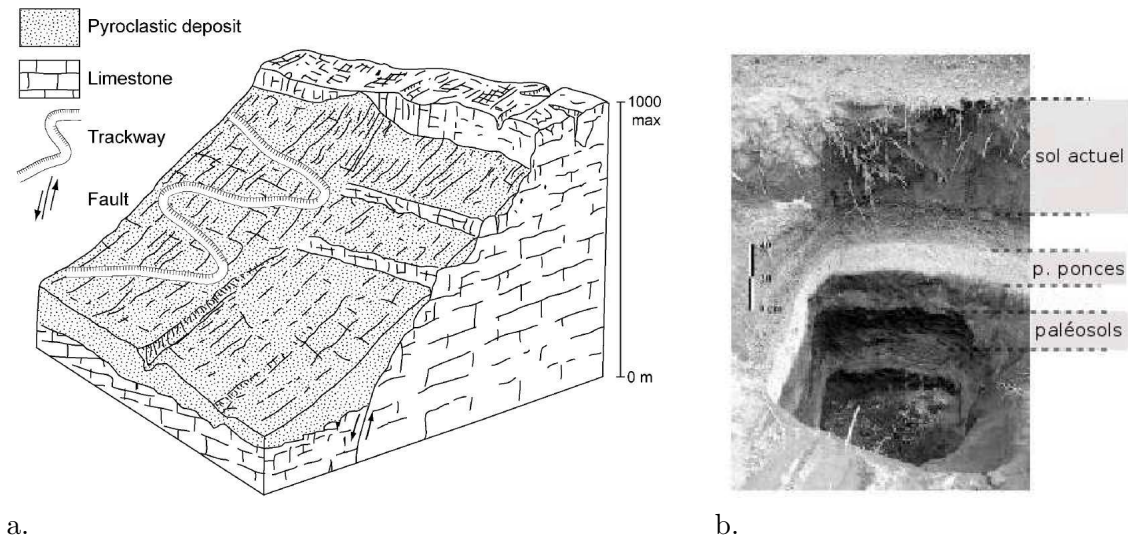 Pyroclastic deposit
Limestone
Trackway
Fault
1000
max
0 m
sol actuel
p. ponces
paléosols
a.
b.